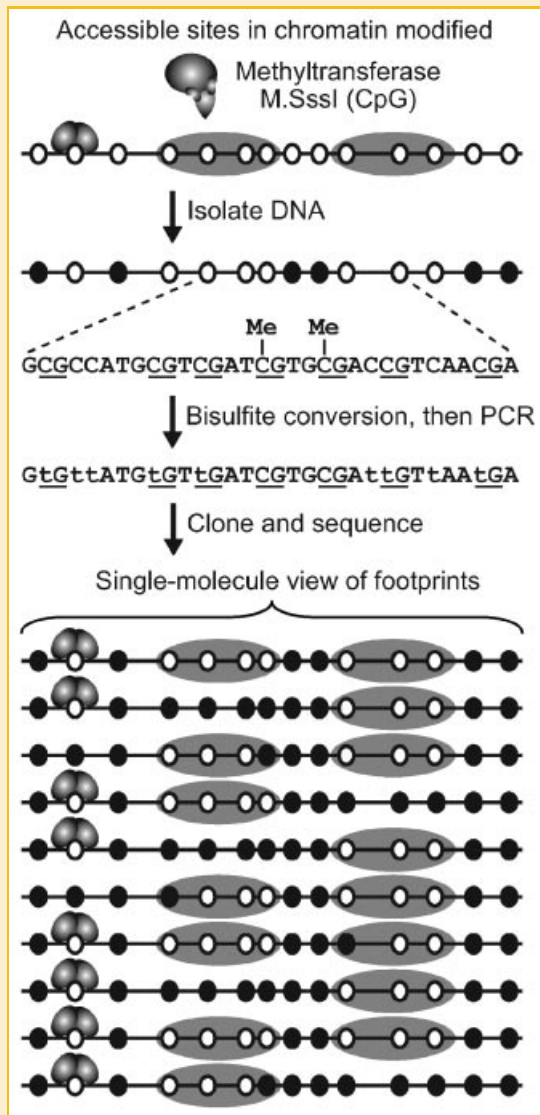 Accessible sites in chromatin modified
Methyltransferase
M.SssI (CpG)
Isolate DNA
Me Me
GCGCCATGCGTCGATCGTGCGACCGTCAACGA
Bisulfite conversion, then PCR
GtGttATGtGTtGATCGTGCGAttGTtAAtGA
Clone and sequence
Single-molecule view of footprints